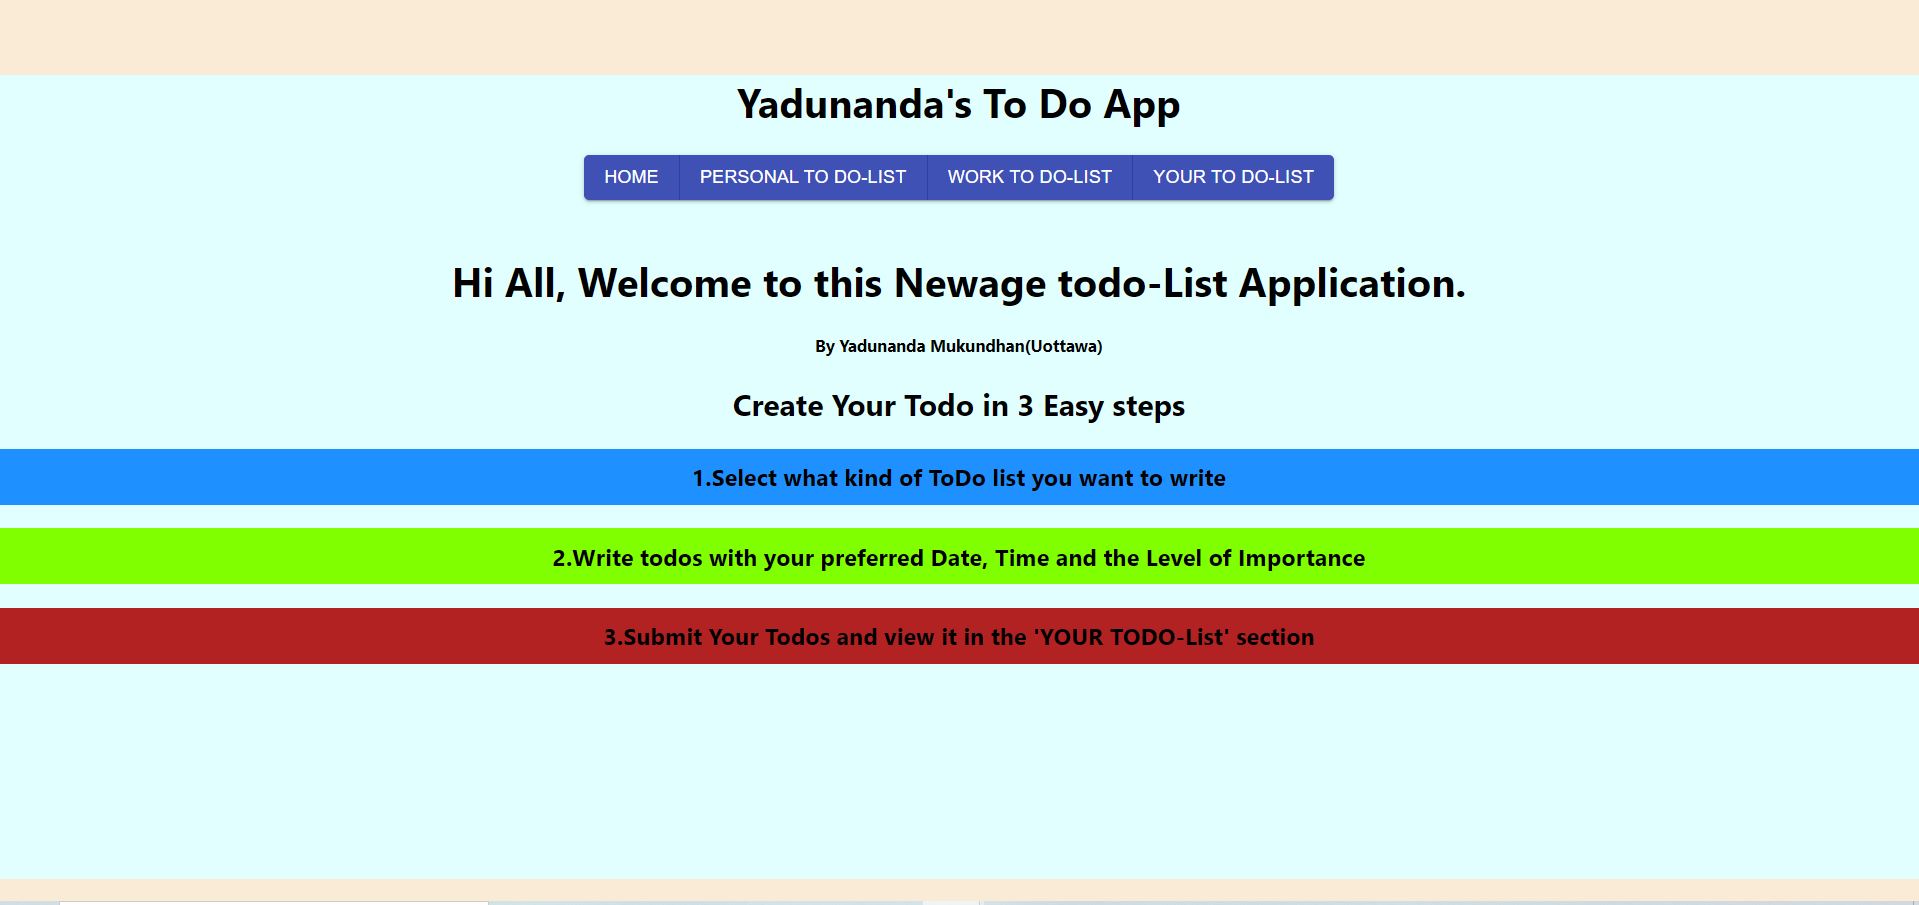 Yadunanda's To Do App
HOME PERSONAL TO DO-LIST WORK TO DO-LIST YOUR TO DO-LIST
Hi All, Welcome to this Newage todo-List Application.
By Yadunanda Mukundhan(Uottawa)
Create Your Todo in 3 Easy steps
1.Select what kind of ToDo list you want to write
2.Write todos with your preferred Date, Time and the Level of Importance
3.Submit Your Todos and view it in the 'YOUR TODO-List' section